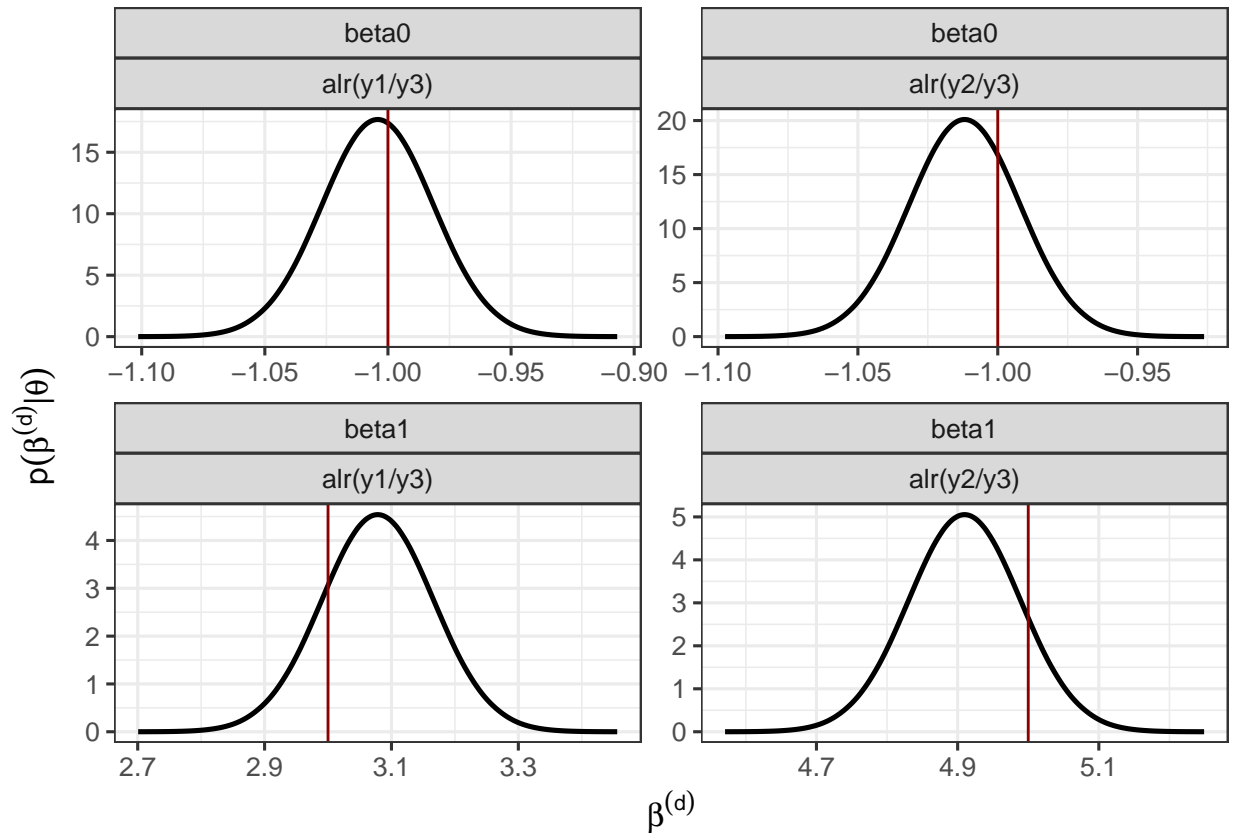 beta0
beta0
alr(y1/y3)
alr(y2/y3)
15
10
5
0
20
15
10
5
0
−1.10 −1.05 −1.00 −0.95 −0.90
−1.10 −1.05 −1.00 −0.95
p(β^(d)|θ)
beta1
beta1
alr(y1/y3)
alr(y2/y3)
4
3
2
1
0
5
4
3
2
1
0
2.7 2.9 3.1 3.3
4.7 4.9 5.1
β^(d)